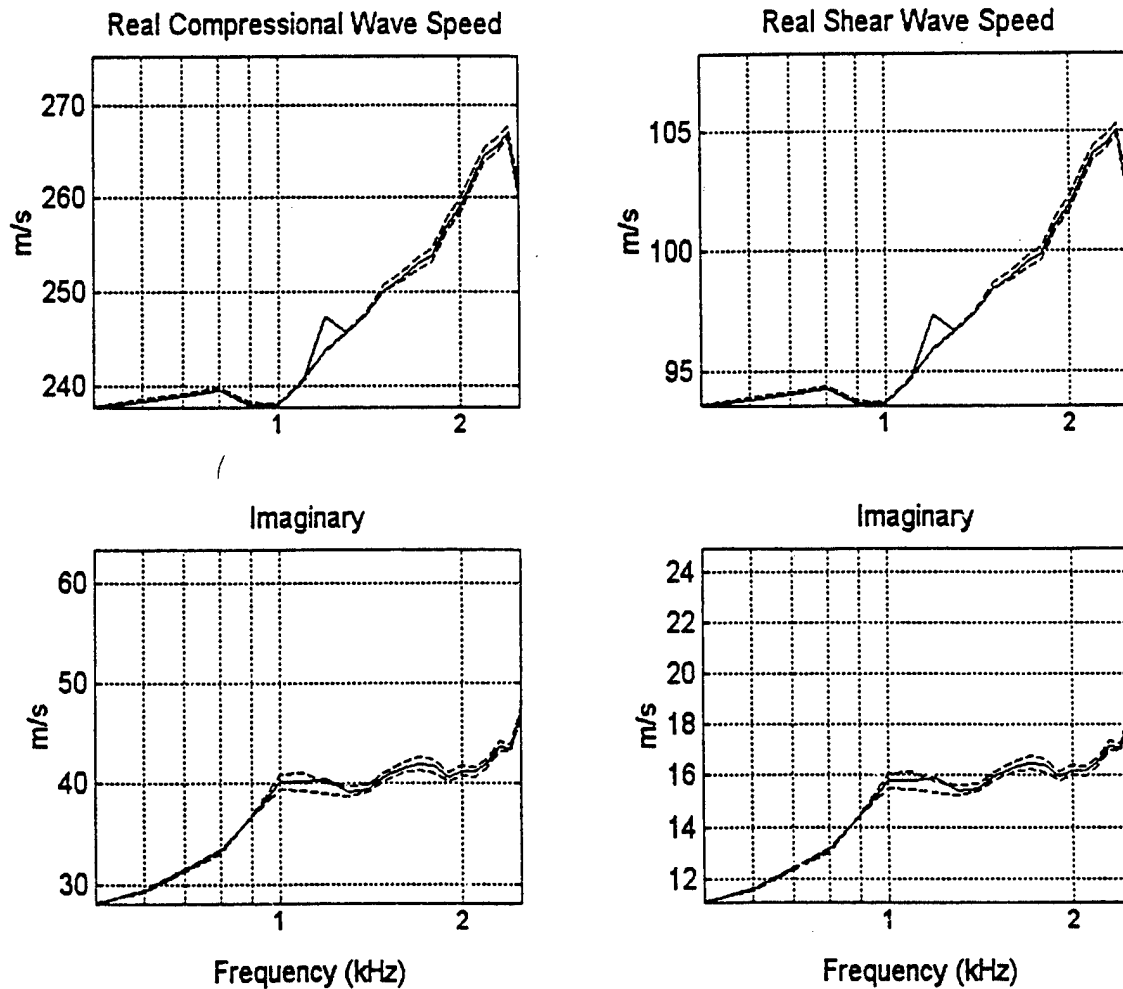 Real Compressional Wave Speed
270
260
250
240
m/s
1
2
Real Shear Wave Speed
105
100
95
m/s
1
2
Imaginary
60
50
40
30
m/s
1
2
Frequency (kHz)
Imaginary
24
22
20
18
16
14
12
m/s
1
2
Frequency (kHz)